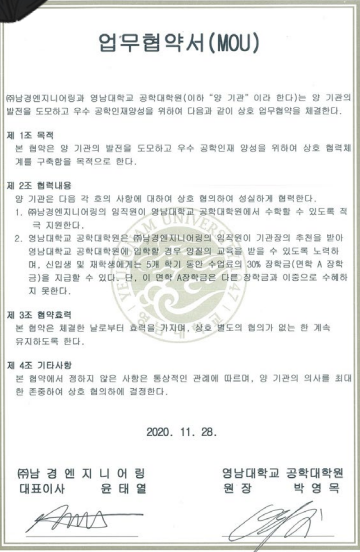 업무협약서(MOU)
㈜남경엔지니어링과 영남대학교 공학대학원(이하 "양 기관" 이라 한다)는 양 기관의
발전을 도모하고 우수 공학인재양성을 위하여 다음과 같이 상호 업무협약을 체결한다.
제 1조 목적
본 협약은 양 기관의 발전을 도모하고 우수 공학인재 양성을 위하여 상호 협력체
계를 구축함을 목적으로 한다.
제 2조 협력내용
양 기관은 다음 각 호의 사항에 대하여 상호 협의하여 성실하게 협력한다.
1. ㈜남경엔지니어링의 임직원이 영남대학교 공학대학원에서 수학할 수 있도록 적
극 지원한다.
2. 영남대학교 공학대학원은 ㈜남경엔지니어링의 임직원이 기관장의 추천을 받아
영남대학교 공학대학원에 입학할 경우 양질의 교육을 받을 수 있도록 노력하
며, 신입생 및 재학생에게는 5개 학기 동안 수업료의 30% 장학금(면학 A 장학
금)을 지급할 수 있다. 단, 이 면학 A장학금은 다른 장학금과 이중으로 수혜하
지 못한다.
제 3조 협약효력
본 협약은 체결한 날로부터 효력을 가지며, 상호 별도의 협의가 없는 한 계속
유지하도록 한다.
제 4조 기타사항
본 협약에서 정하지 않은 사항은 통상적인 관례에 따르며, 양 기관의 의사를 최대
한 존중하여 상호 협의하에 결정한다.
2020. 11. 28.
㈜남경엔지니어링 영남대학교 공학대학원
대표이사 윤태열 원장 박영목